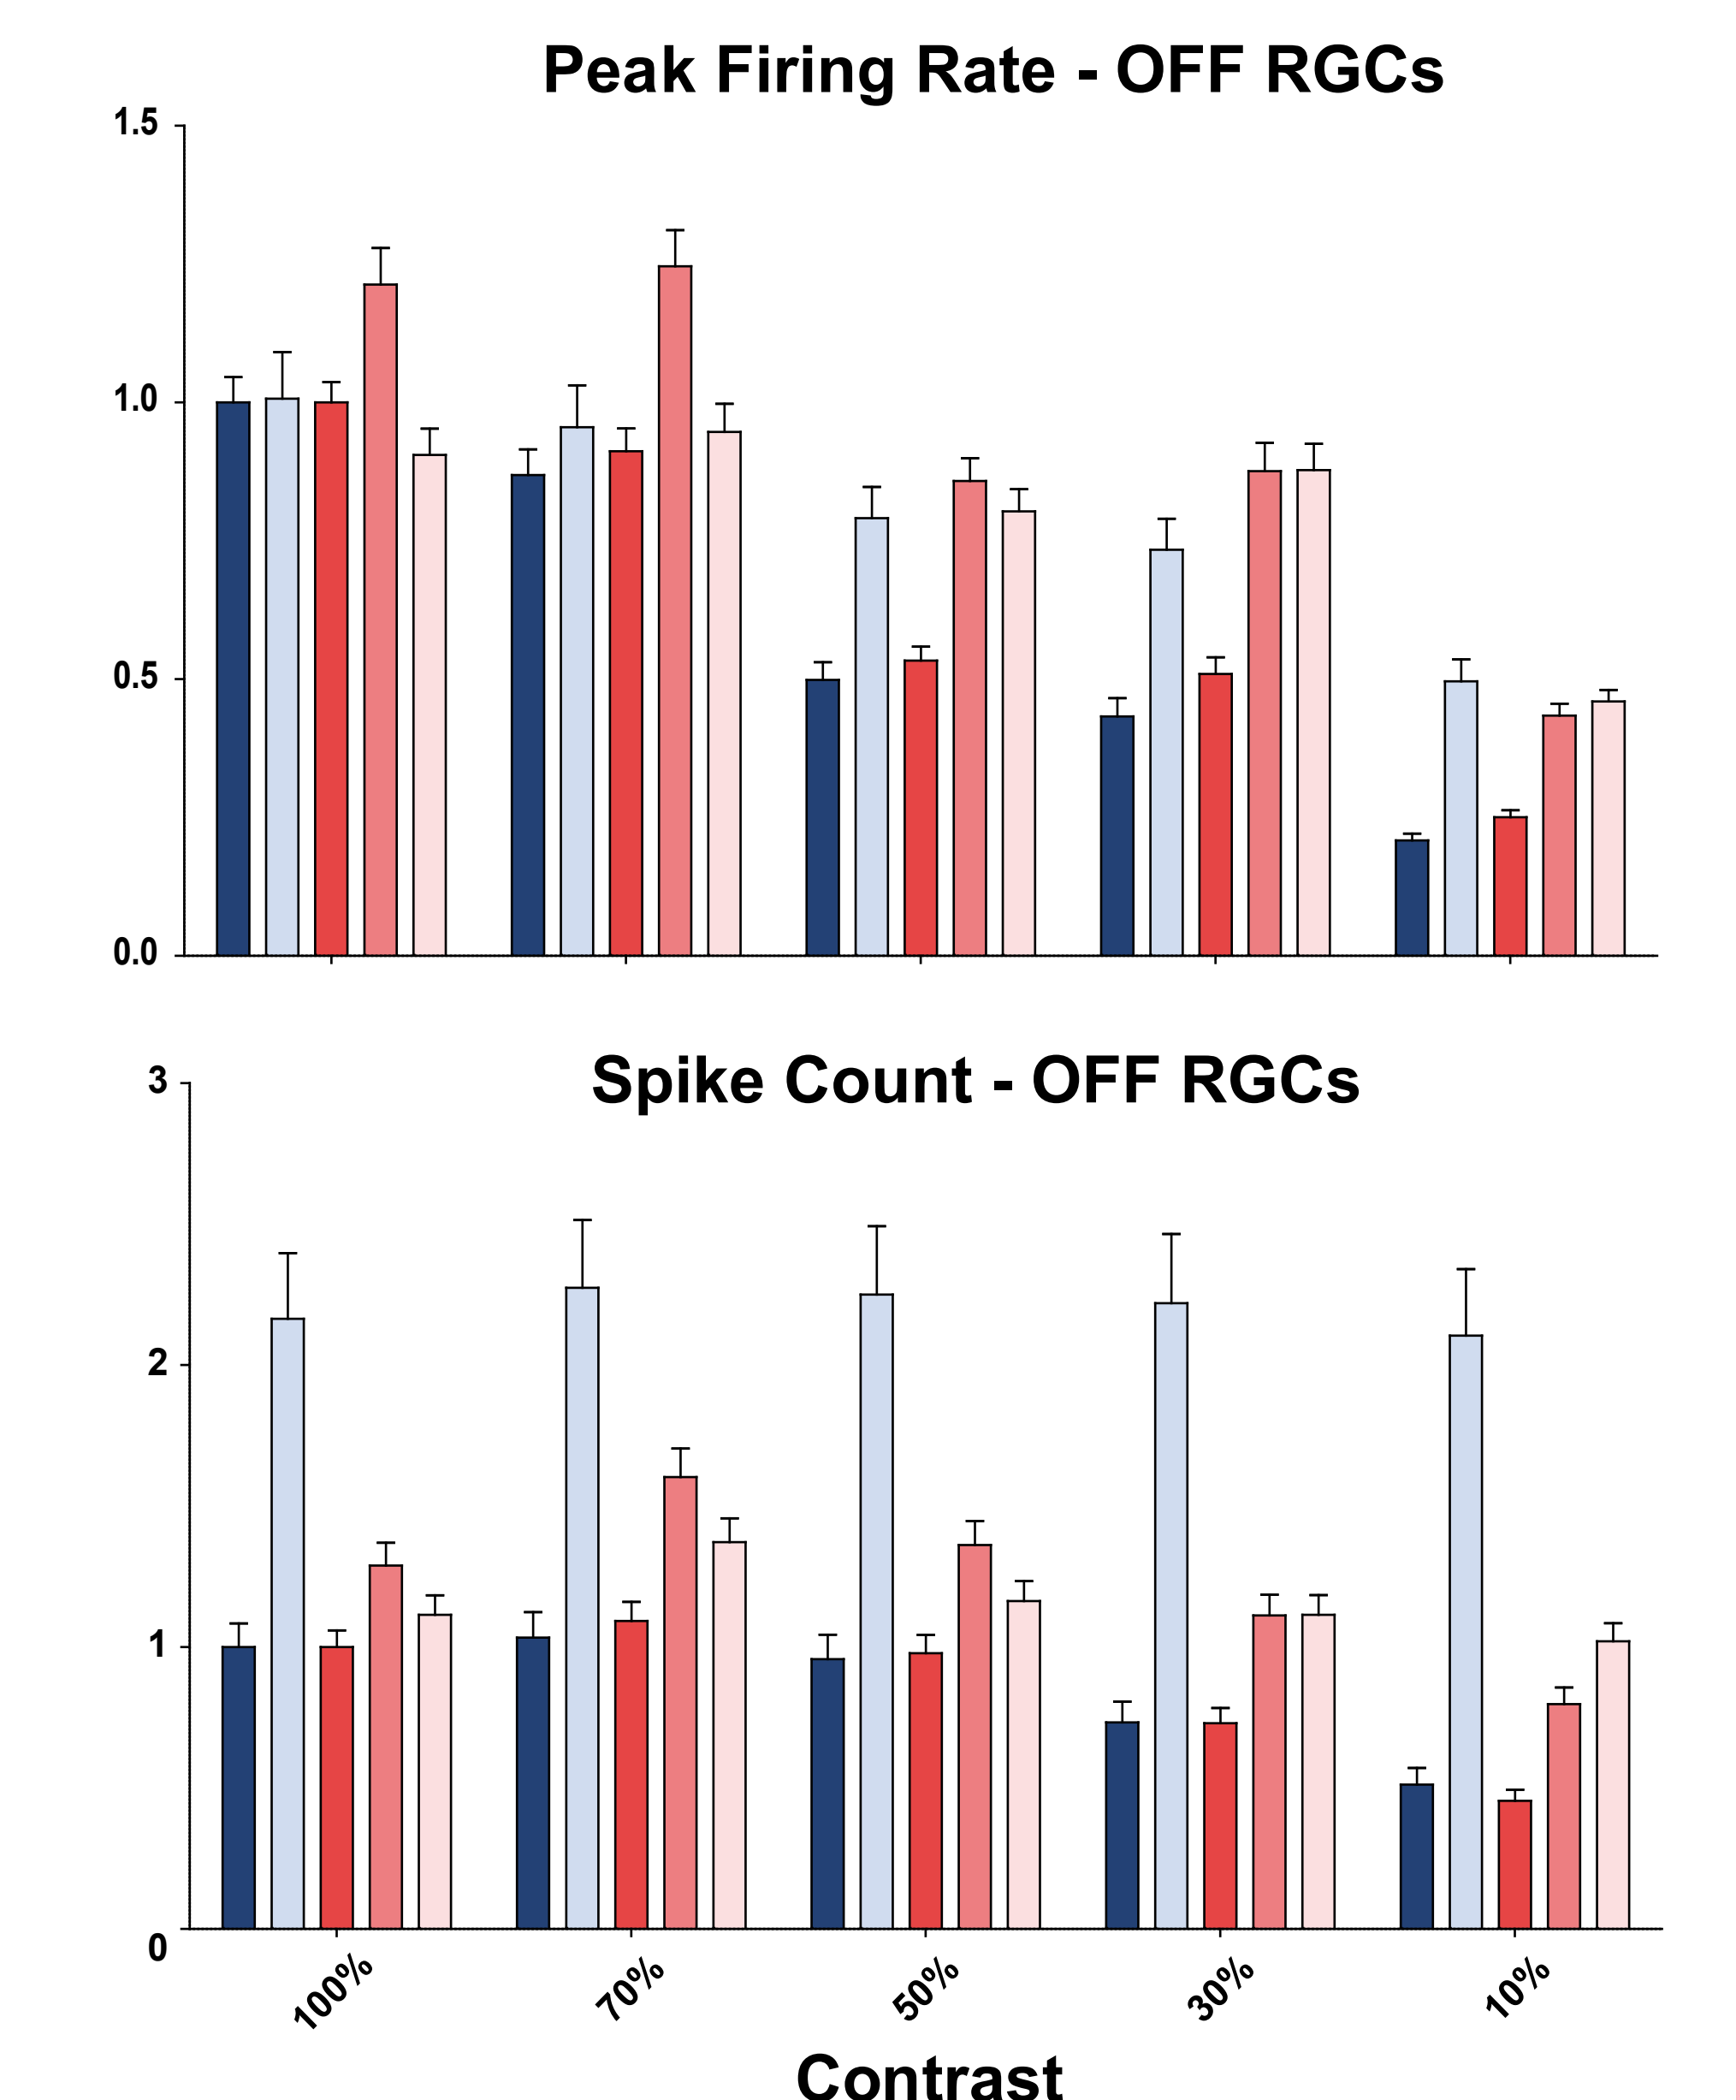 Peak Firing Rate - OFF RGCs
1.5
1.0
0.5
0.0
Spike Count - OFF RGCs
3
2
1
0
100% 70% 50% 30% 10%
Contrast